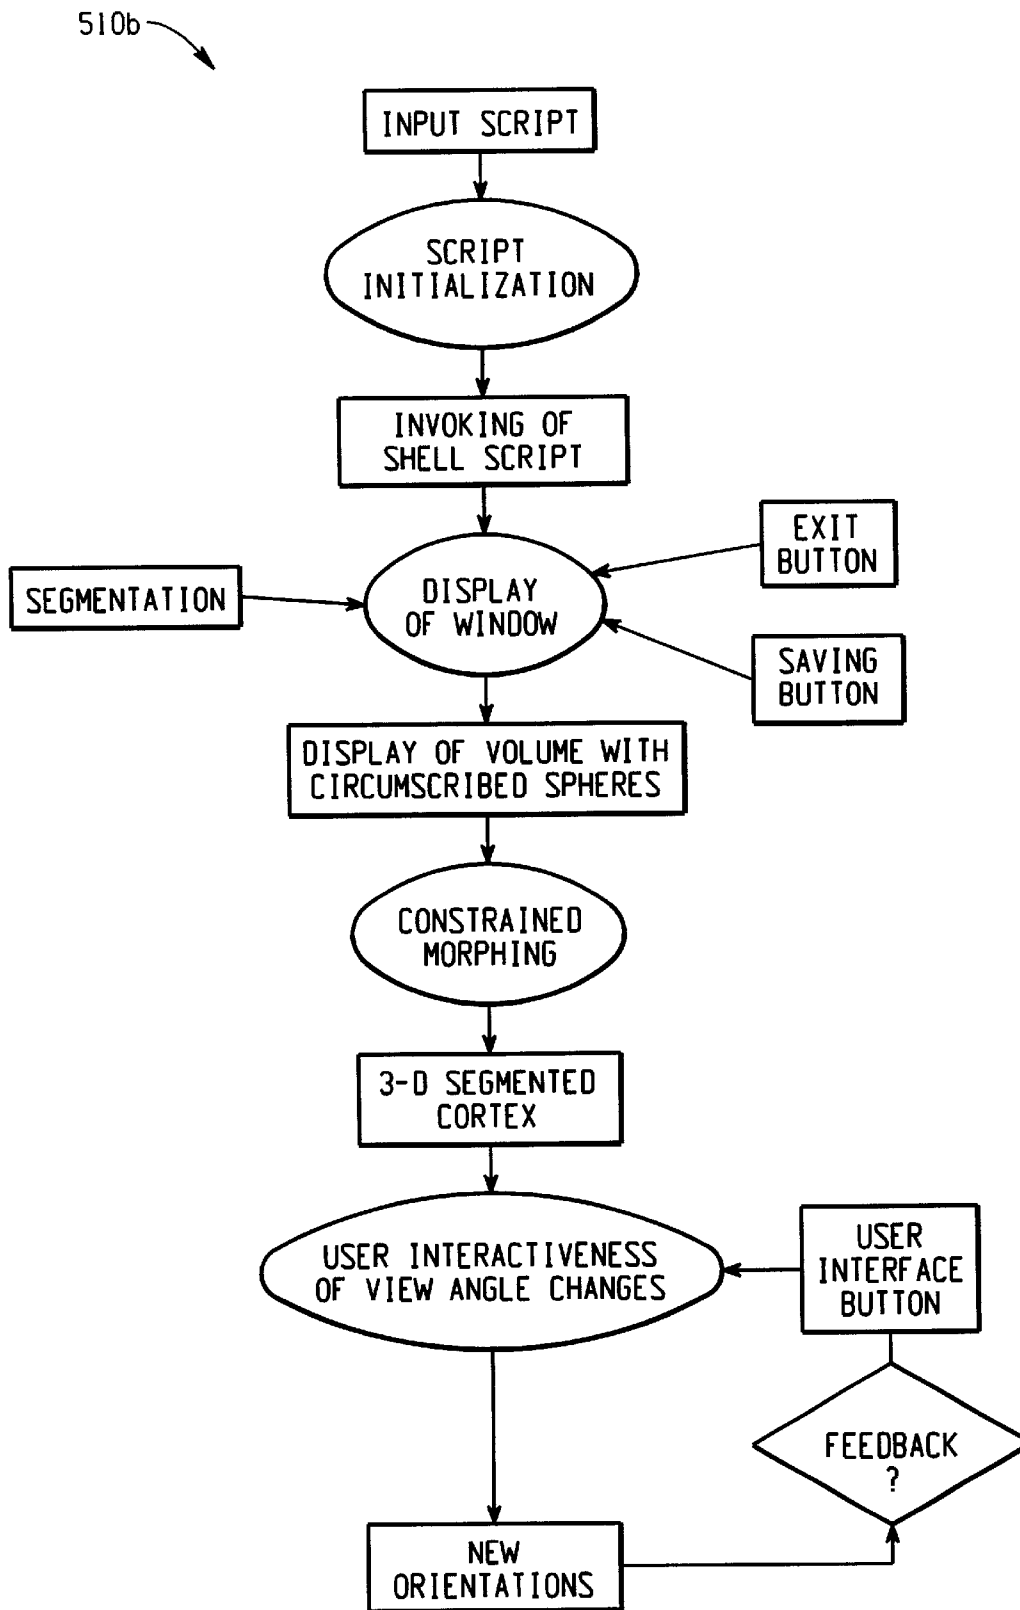 510b
INPUT SCRIPT
SCRIPT
INITIALIZATION
INVOKING OF
SHELL SCRIPT
EXIT
BUTTON
SEGMENTATION
DISPLAY
OF WINDOW
SAVING
BUTTON
DISPLAY OF VOLUME WITH
CIRCUMSCRIBED SPHERES
CONSTRAINED
MORPHING
3-D SEGMENTED
CORTEX
USER INTERACTIVENESS
OF VIEW ANGLE CHANGES
USER
INTERFACE
BUTTON
FEEDBACK
?
NEW
ORIENTATIONS